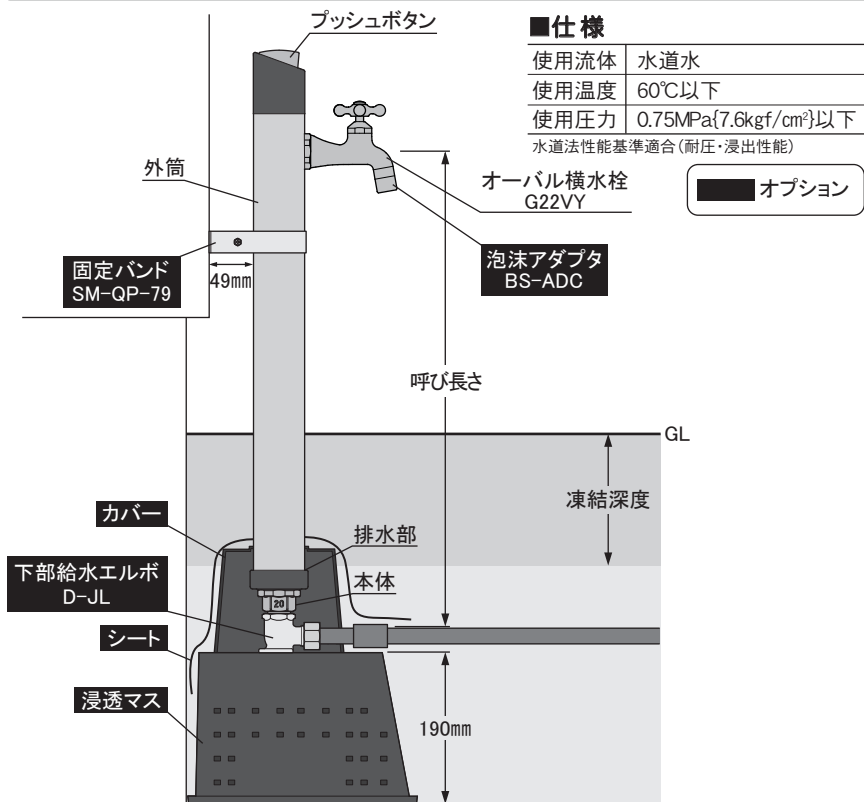 プッシュボタン
■仕様
使用流体 水道水
使用温度 60℃以下
使用圧力 0.75MPa{7.6kgf/cm²}以下
水道法性能基準適合(耐圧・浸出性能)
オプション
外筒
オーバル横水栓
G22VY
泡沫アダプタ
BS-ADC
固定バンド
SM-QP-79
49mm
呼び長さ
GL
凍結深度
カバー
排水部
下部給水エルボ
D-JL
本体
20
シート
浸透マス
190mm